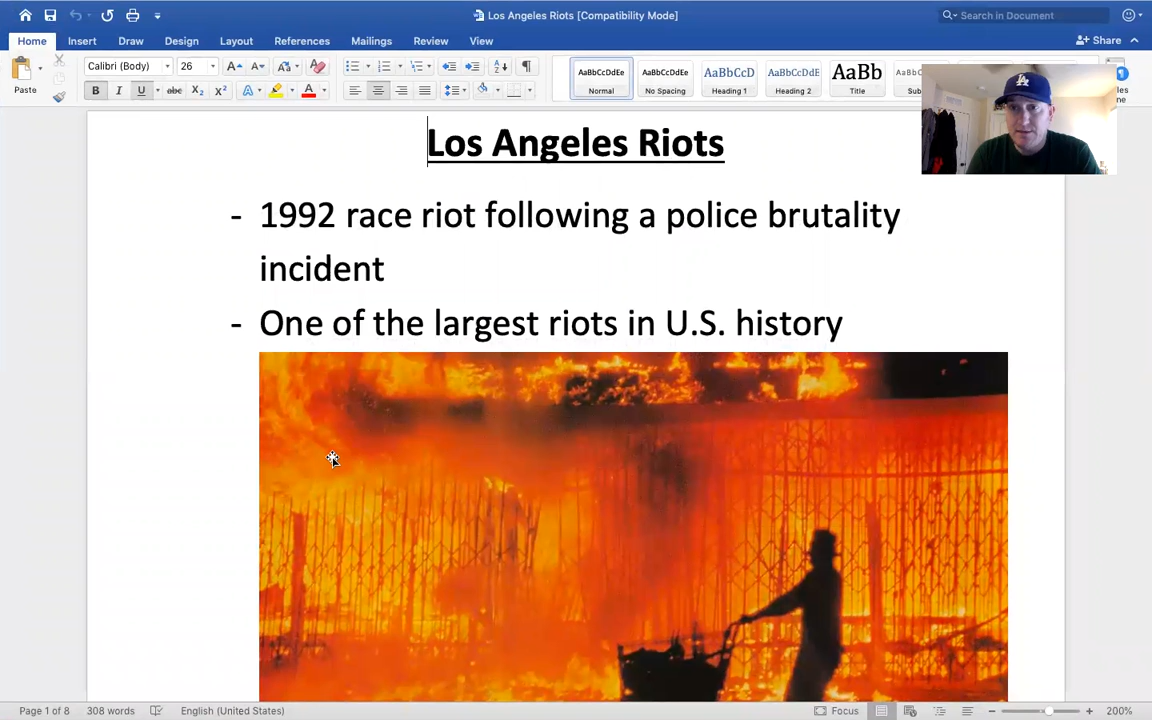 Los Angeles Riots [Compatibility Mode]
Search in Document
Home Insert Draw Design Layout References Mailings Review View Share
Calibri (Body) 26
Paste
AaBbCcDdEe AaBbCcDdEe AaBbCcD AaBbCcDdE AaBb
Normal No Spacing Heading 1 Heading 2 Title
Los Angeles Riots
- 1992 race riot following a police brutality
incident
- One of the largest riots in U.S. history
Page 1 of 8 308 words English (United States) Focus 200%